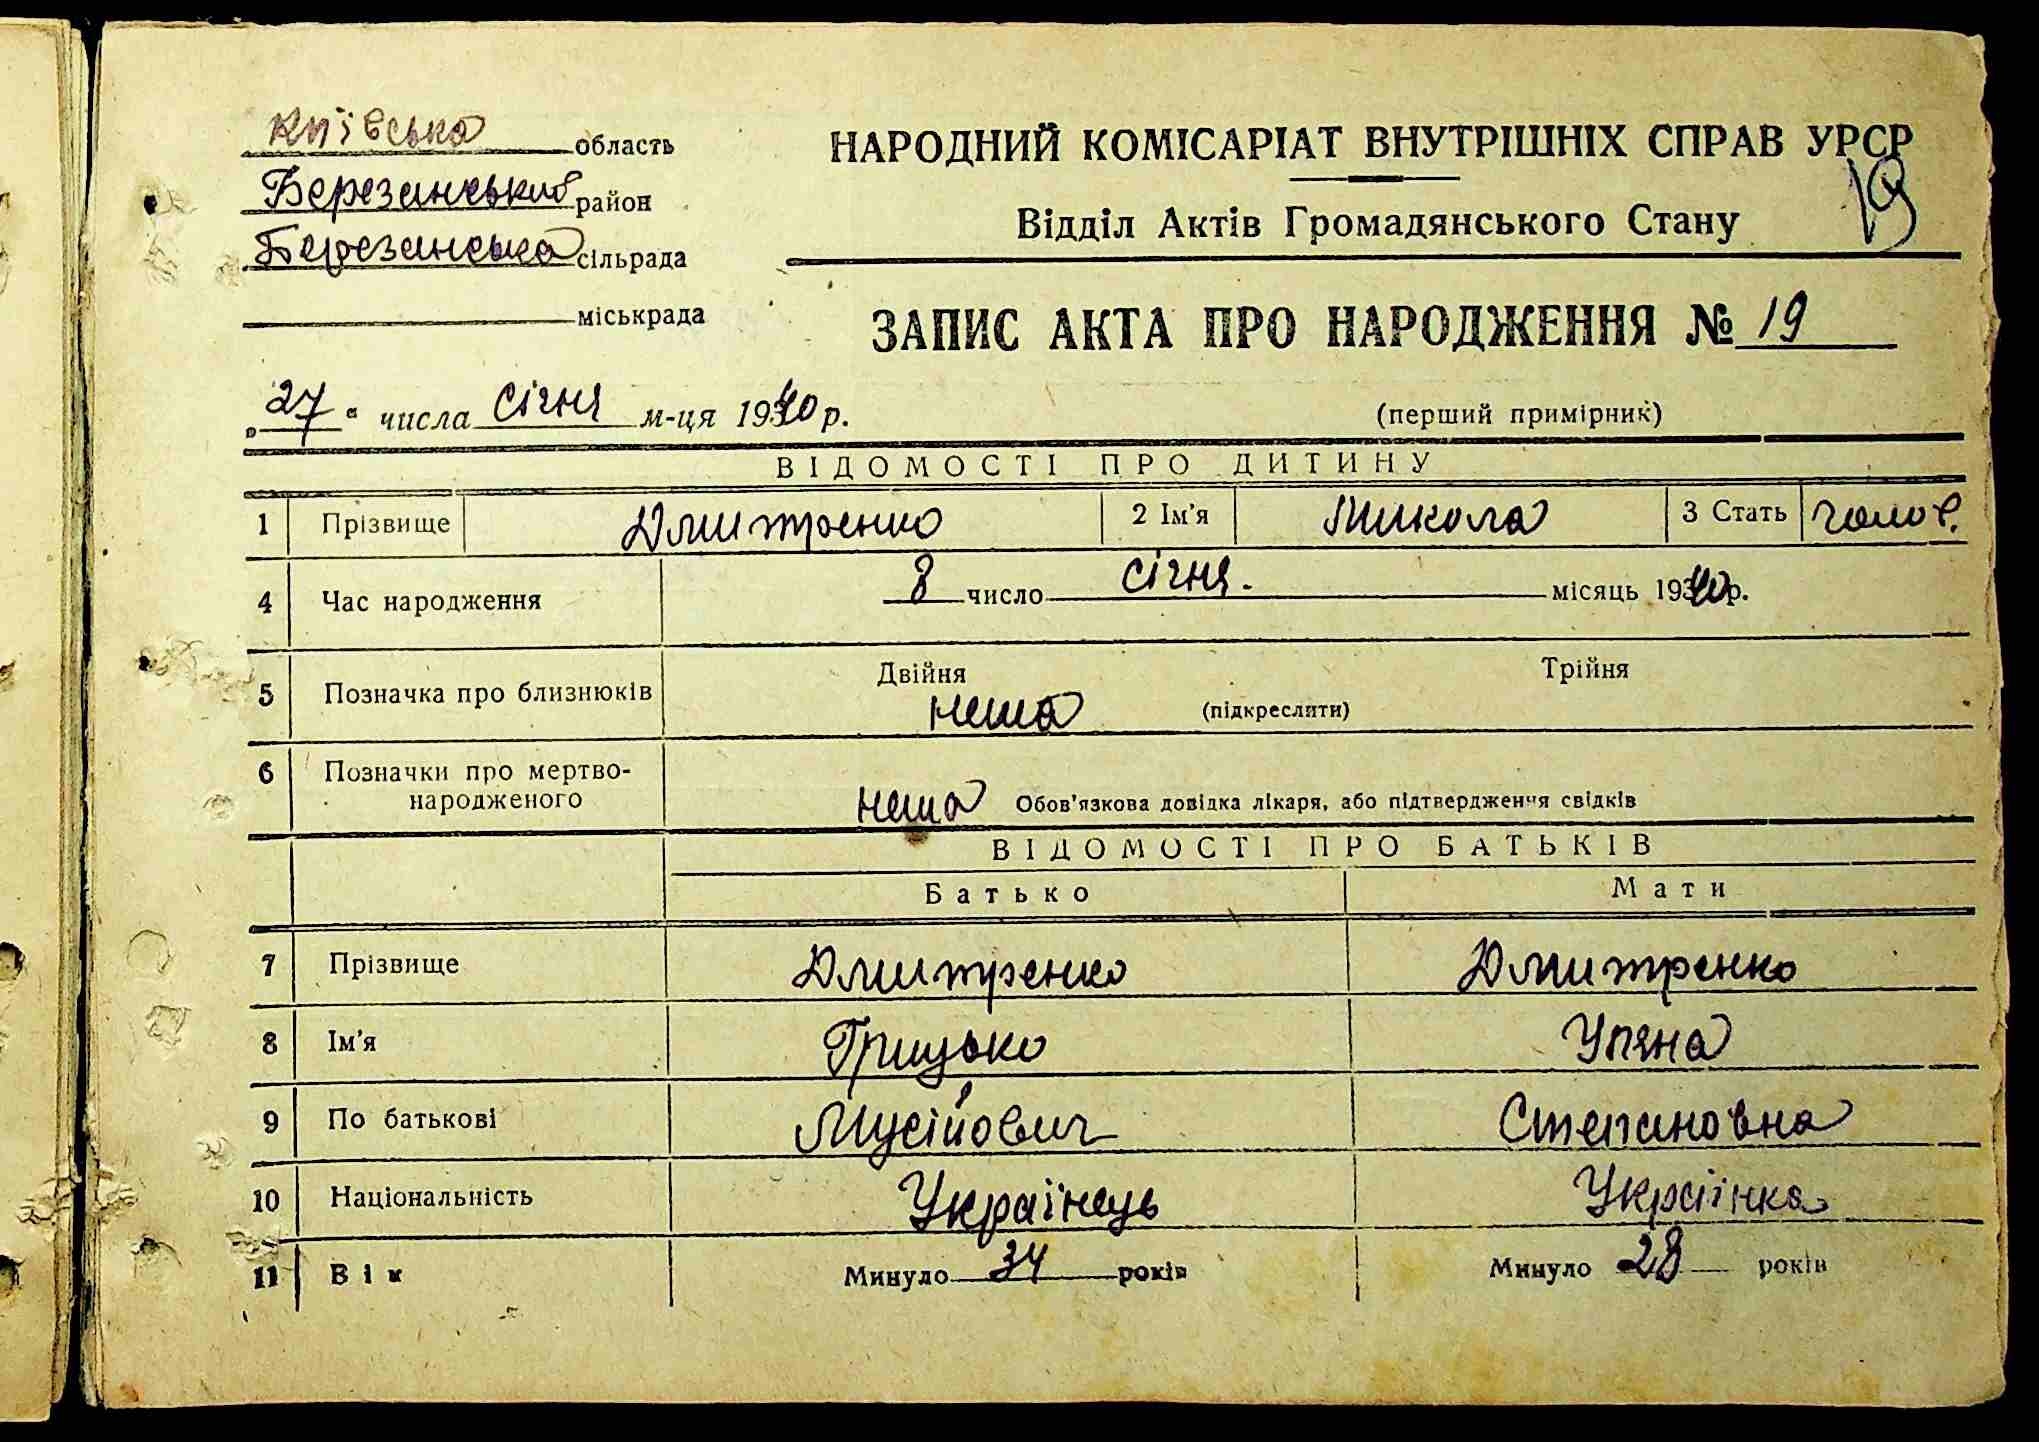 Київська область
Березанський район
Березанська сільрада
міськрада
НАРОДНИЙ КОМІСАРІАТ ВНУТРІШНІХ СПРАВ УРСР
19
Відділ Актів Громадянського Стану
ЗАПИС АКТА ПРО НАРОДЖЕННЯ № 19
„27“ числа січня м-ця 1940 р.
(перший примірник)
ВІДОМОСТІ ПРО ДИТИНУ
1 Прізвище Дмитренко 2 Ім'я Микола 3 Стать чолов.
4 Час народження 8 число січня. місяць 1940 р.
5 Позначка про близнюків Двійня Трійня
нема (підкреслити)
6 Позначки про мертво-
народженого нема Обов'язкова довідка лікаря, або підтвердження свідків
ВІДОМОСТІ ПРО БАТЬКІВ
Батько Мати
7 Прізвище Дмитренко Дмитренко
8 Ім'я Грицько Уляна
9 По батькові Мусійович Степановна
10 Національність Українець Українка
11 Вік Минуло 34 років Минуло 28 років